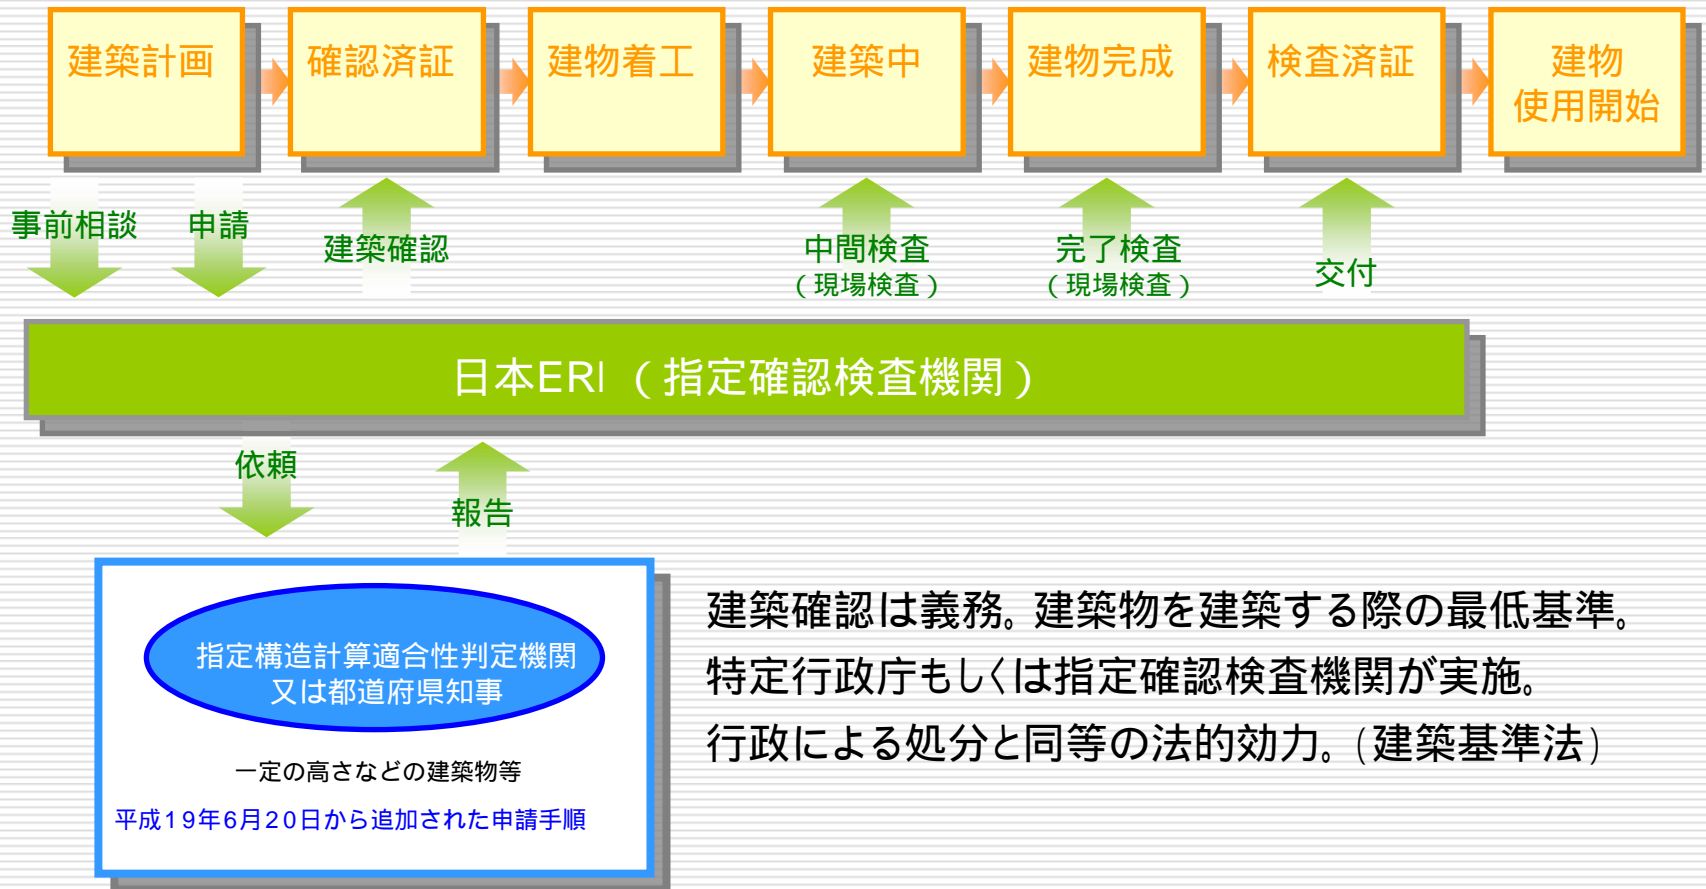 建築計画
確認済証
建物着工
建築中
建物完成
検査済証
建物
使用開始
事前相談
申請
建築確認
中間検査
(現場検査)
完了検査
(現場検査)
交付
日本ERI (指定確認検査機関)
依頼
報告
指定構造計算適合性判定機関
又は都道府県知事
一定の高さなどの建築物等
平成19年6月20日から追加された申請手順
建築確認は義務。建築物を建築する際の最低基準。
特定行政庁もしくは指定確認検査機関が実施。
行政による処分と同等の法的効力。(建築基準法)